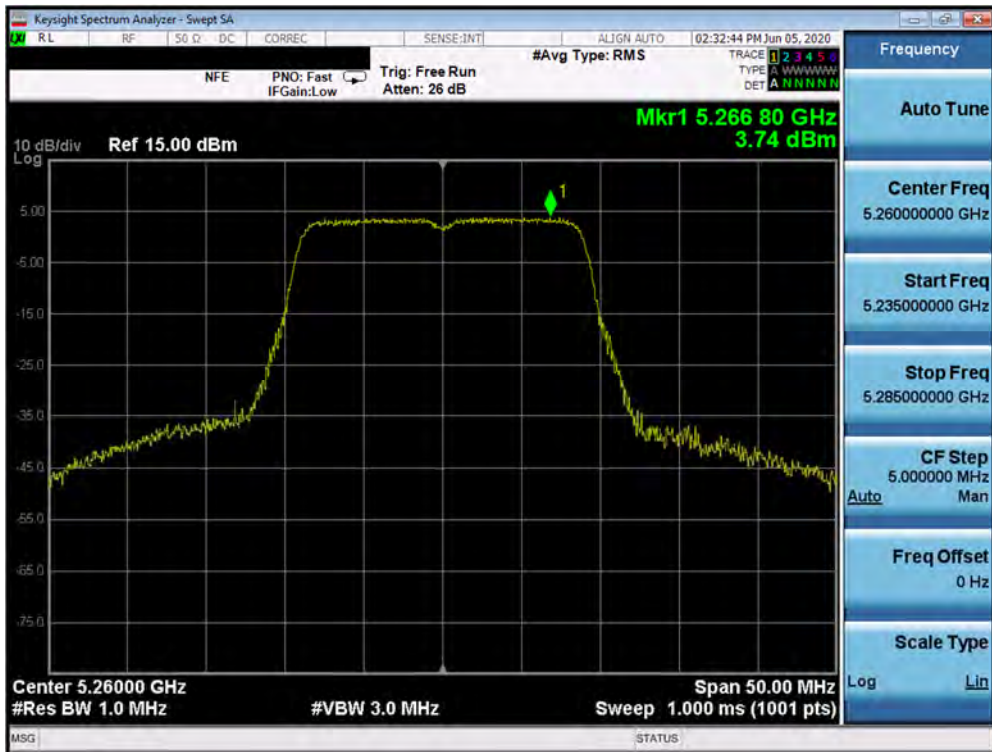 Keysight Spectrum Analyzer - Swept SA
LXI RL RF 50 Ω DC CORREC SENSE:INT ALIGN AUTO 02:32:44 PM Jun 05, 2020
#Avg Type: RMS TRACE 1 2 3 4 5 6
NFE PNO: Fast Trig: Free Run TYPE A WWWWW
IFGain:Low Atten: 26 dB DET A N N N N N
Mkr1 5.266 80 GHz
10 dB/div Ref 15.00 dBm 3.74 dBm
Log
1
5.00
-5.00
-15.0
-25.0
-35.0
-45.0
-55.0
-65.0
-75.0
Center 5.26000 GHz Span 50.00 MHz
#Res BW 1.0 MHz #VBW 3.0 MHz Sweep 1.000 ms (1001 pts)
MSG STATUS
Frequency
Auto Tune
Center Freq
5.260000000 GHz
Start Freq
5.235000000 GHz
Stop Freq
5.285000000 GHz
CF Step
5.000000 MHz
Auto Man
Freq Offset
0 Hz
Scale Type
Log Lin